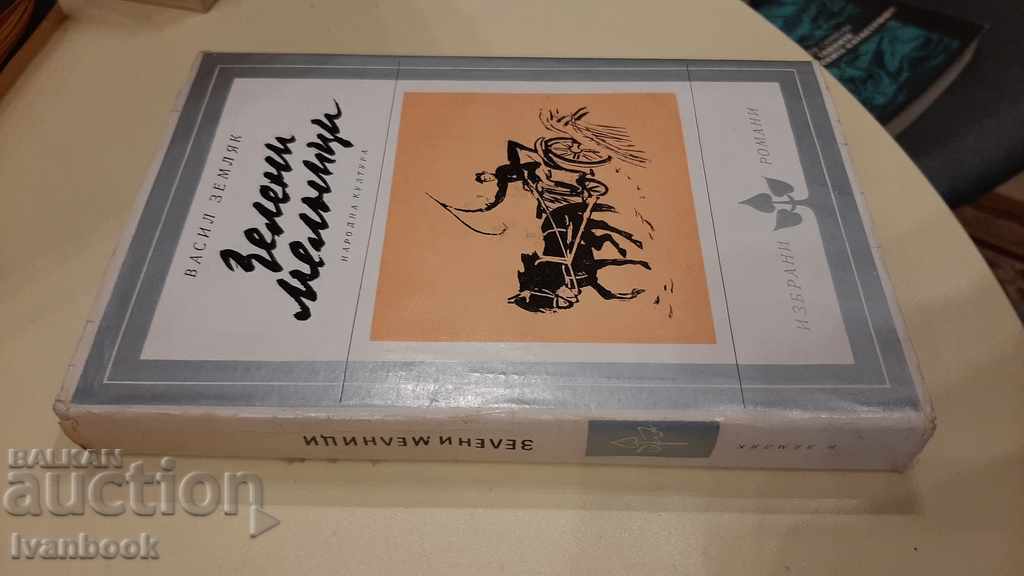 ВАСИЛ ЗЕМЛЯК
Зелени
мелници
НАРОДНА КУЛТУРА
ИЗБРАНИ РОМАНИ
В. ЗЕМЛЯК
ЗЕЛЕНИ МЕЛНИЦИ
BALKAN
auction
Ivanbook